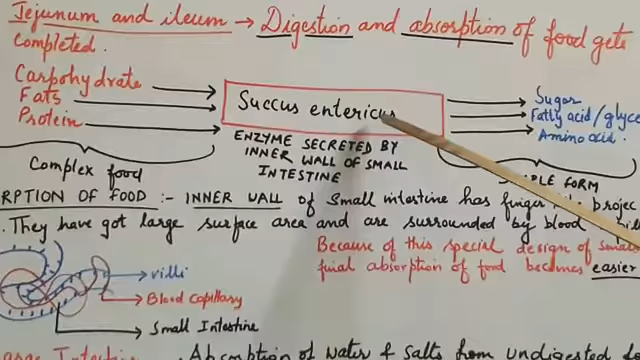 Jejunum and ileum → Digestion and absorption of food gets
Completed.
Carbohydrate
Fats
Protein
Succus entericus
Sugar
Fatty acid/glyce
Amino acid.
ENZYME SECRETED BY
INNER WALL OF SMALL
INTESTINE
Complex food
FORM
RPTION OF FOOD :- INNER WALL of Small intestine has finger projec
. They have got large surface area and are surrounded by blood
Because of this special design of small
final absorption of food becomes easier
villi
Blood Capillary
Small Intestine
Intestine
Absorption of Water & Salts from undigested